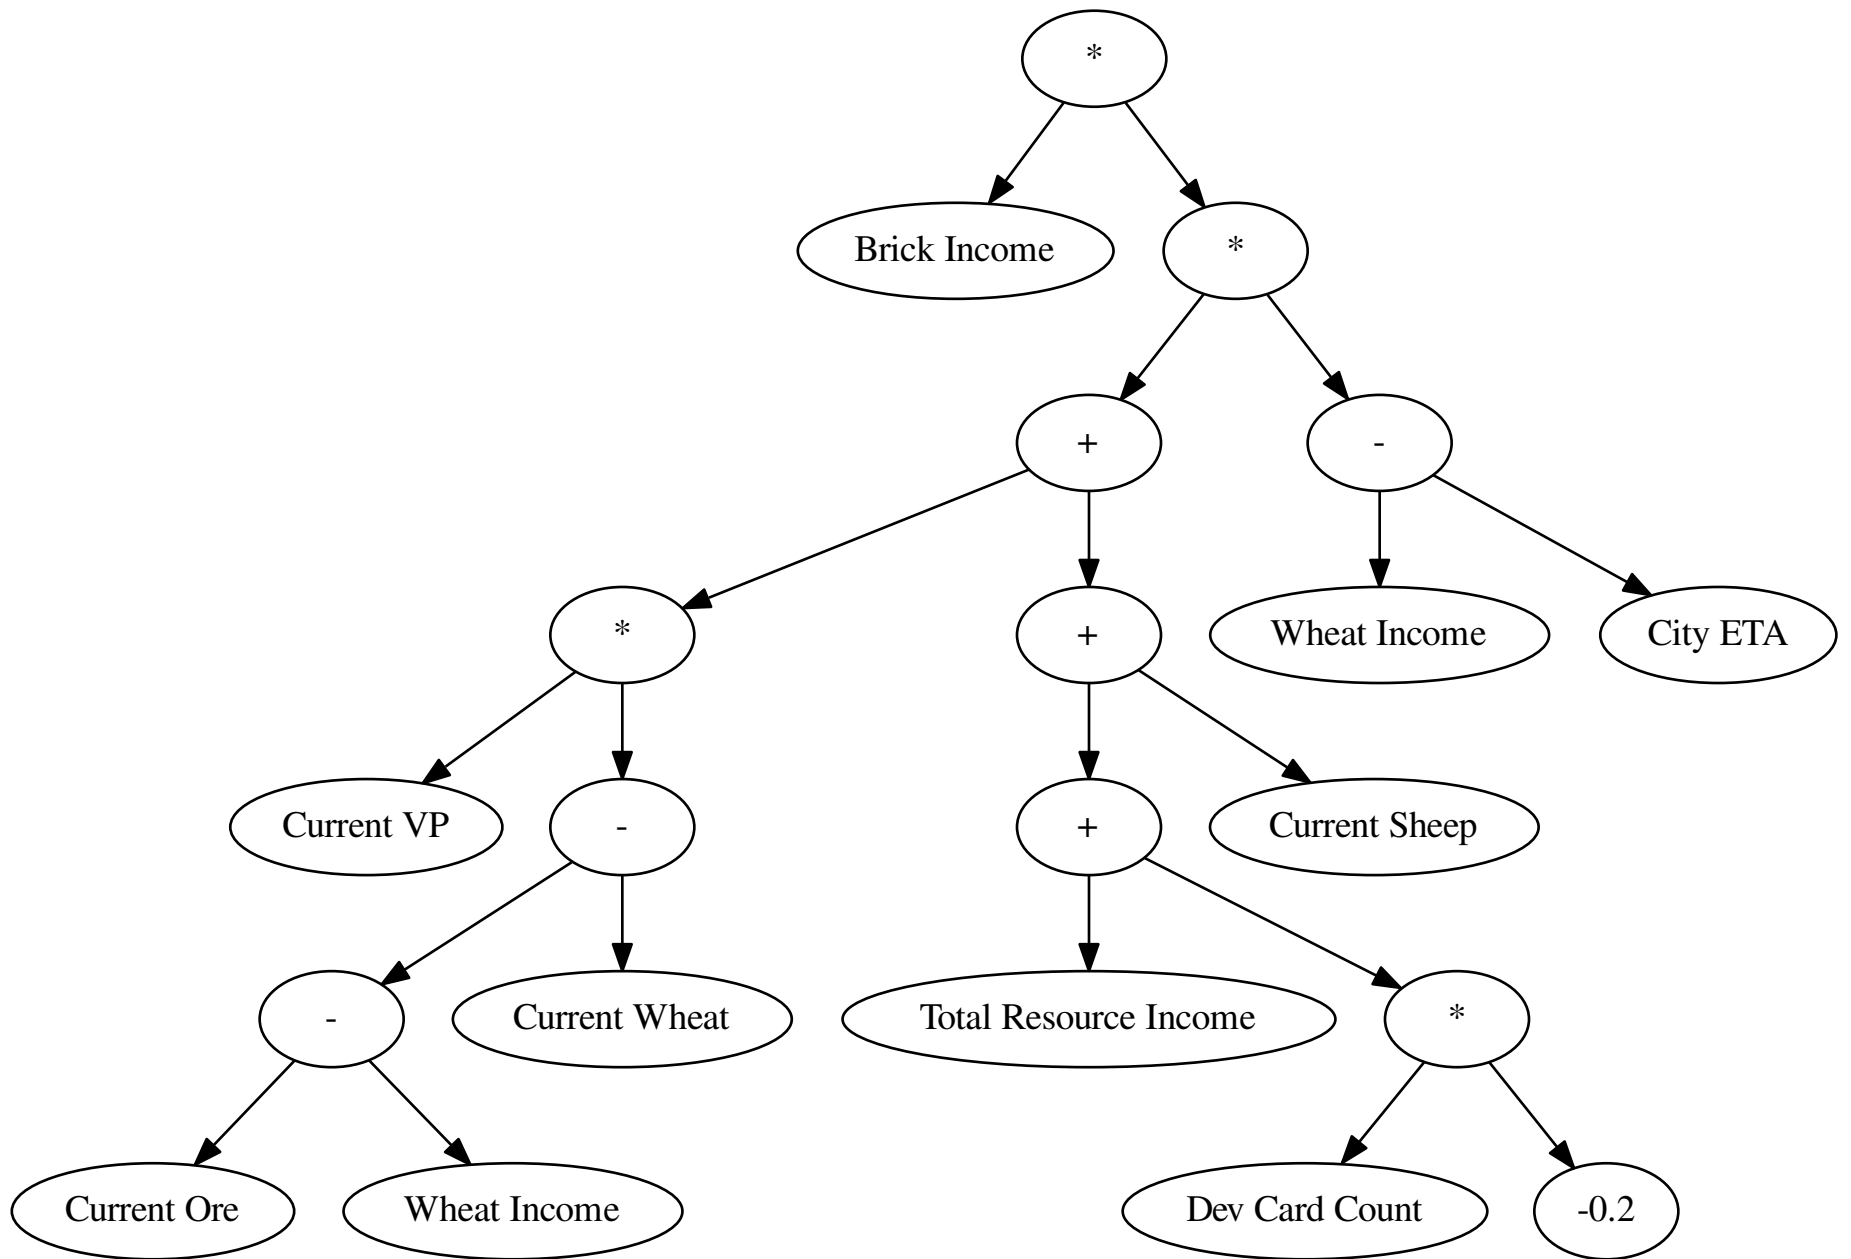 *
Brick Income
*
+
-
*
+
Wheat Income
City ETA
Current VP
-
+
Current Sheep
-
Current Wheat
Total Resource Income
*
Current Ore
Wheat Income
Dev Card Count
-0.2